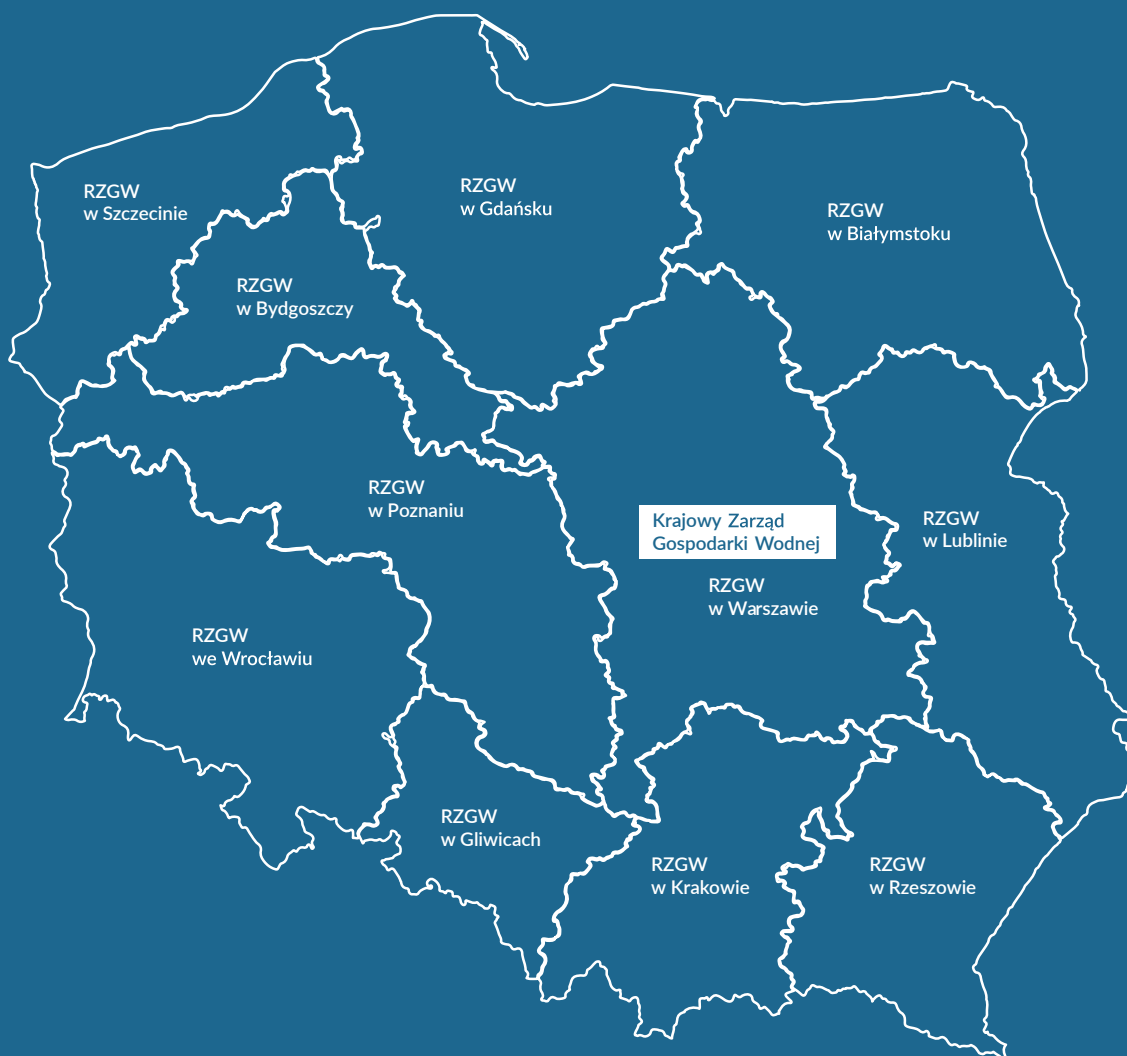 RZGW
w Szczecinie
RZGW
w Gdańsku
RZGW
w Białymstoku
RZGW
w Bydgoszczy
RZGW
w Poznaniu
Krajowy Zarząd
Gospodarki Wodnej
RZGW
w Lublinie
RZGW
w Warszawie
RZGW
we Wrocławiu
RZGW
w Gliwicach
RZGW
w Krakowie
RZGW
w Rzeszowie